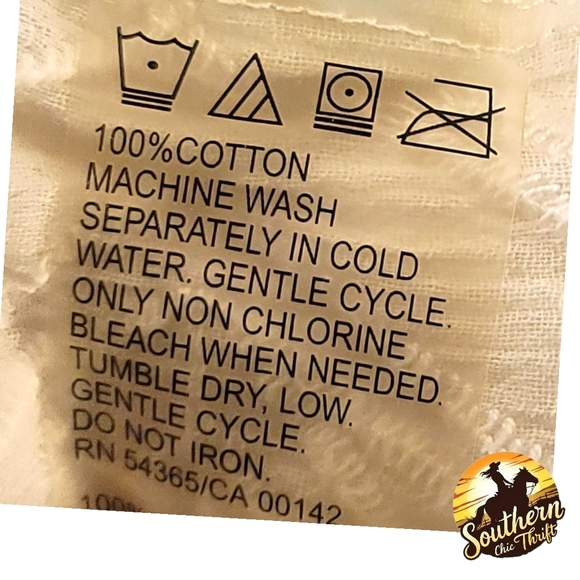 100%COTTON
MACHINE WASH
SEPARATELY IN COLD
WATER. GENTLE CYCLE.
ONLY NON CHLORINE
BLEACH WHEN NEEDED.
TUMBLE DRY, LOW.
GENTLE CYCLE.
DO NOT IRON.
RN 54365/CA 00142
100%
Southern
Chic Thrift